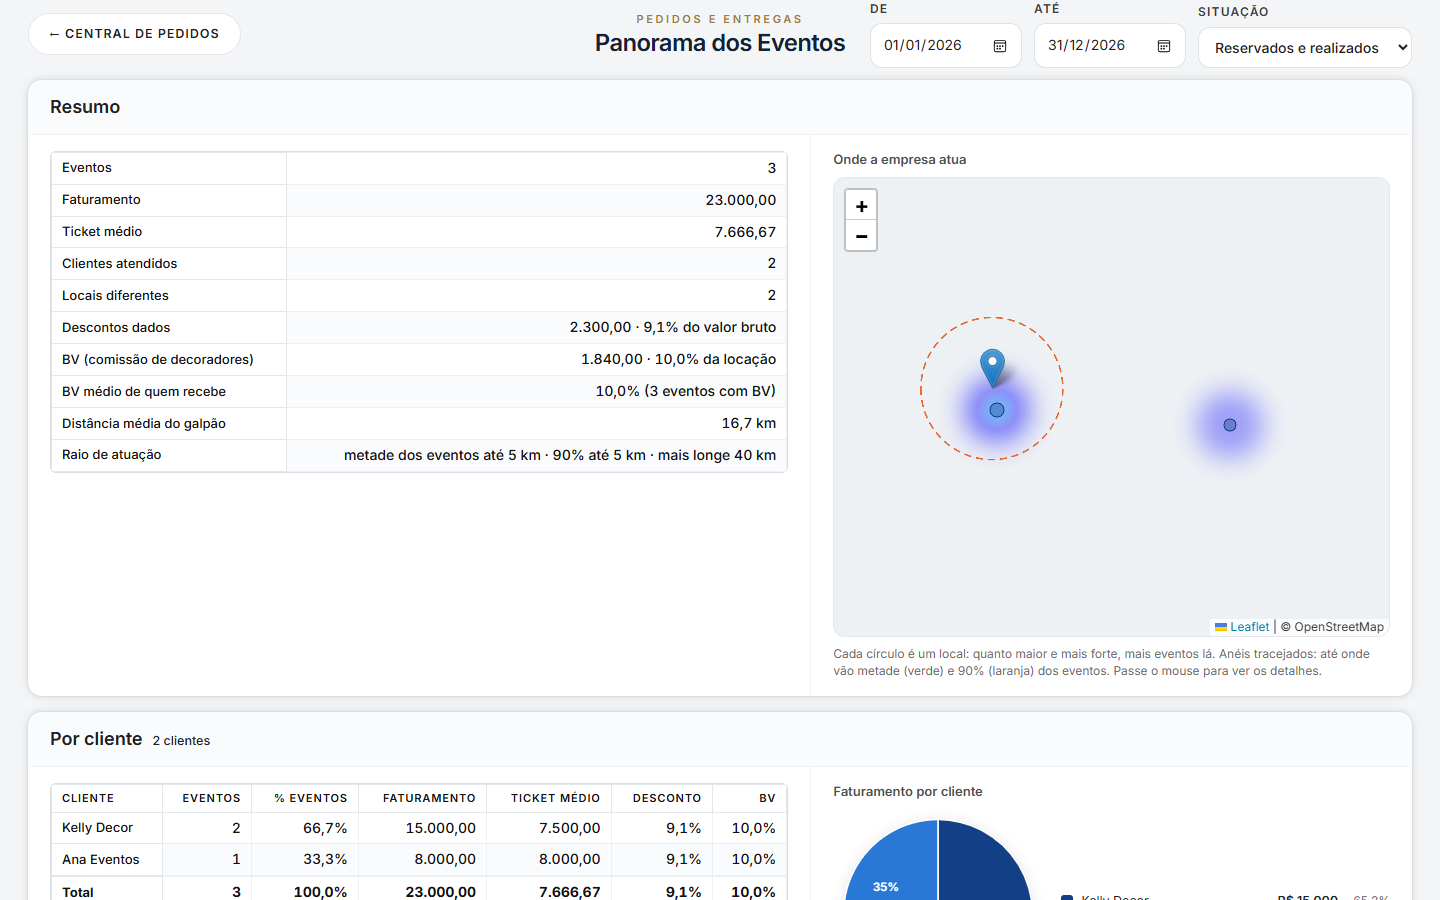 ← CENTRAL DE PEDIDOS
PEDIDOS E ENTREGAS
Panorama dos Eventos
DE
01/01/2026
ATÉ
31/12/2026
SITUAÇÃO
Reservados e realizados
Resumo
Eventos 3
Faturamento 23.000,00
Ticket médio 7.666,67
Clientes atendidos 2
Locais diferentes 2
Descontos dados 2.300,00 · 9,1% do valor bruto
BV (comissão de decoradores) 1.840,00 · 10,0% da locação
BV médio de quem recebe 10,0% (3 eventos com BV)
Distância média do galpão 16,7 km
Raio de atuação metade dos eventos até 5 km · 90% até 5 km · mais longe 40 km
Onde a empresa atua
+
−
Leaflet | © OpenStreetMap
Cada círculo é um local: quanto maior e mais forte, mais eventos lá. Anéis tracejados: até onde
vão metade (verde) e 90% (laranja) dos eventos. Passe o mouse para ver os detalhes.
Por cliente 2 clientes
CLIENTE EVENTOS % EVENTOS FATURAMENTO TICKET MÉDIO DESCONTO BV
Kelly Decor 2 66,7% 15.000,00 7.500,00 9,1% 10,0%
Ana Eventos 1 33,3% 8.000,00 8.000,00 9,1% 10,0%
Total 3 100,0% 23.000,00 7.666,67 9,1% 10,0%
Faturamento por cliente
35%
Kelly Decor R$ 15.000 65,2%